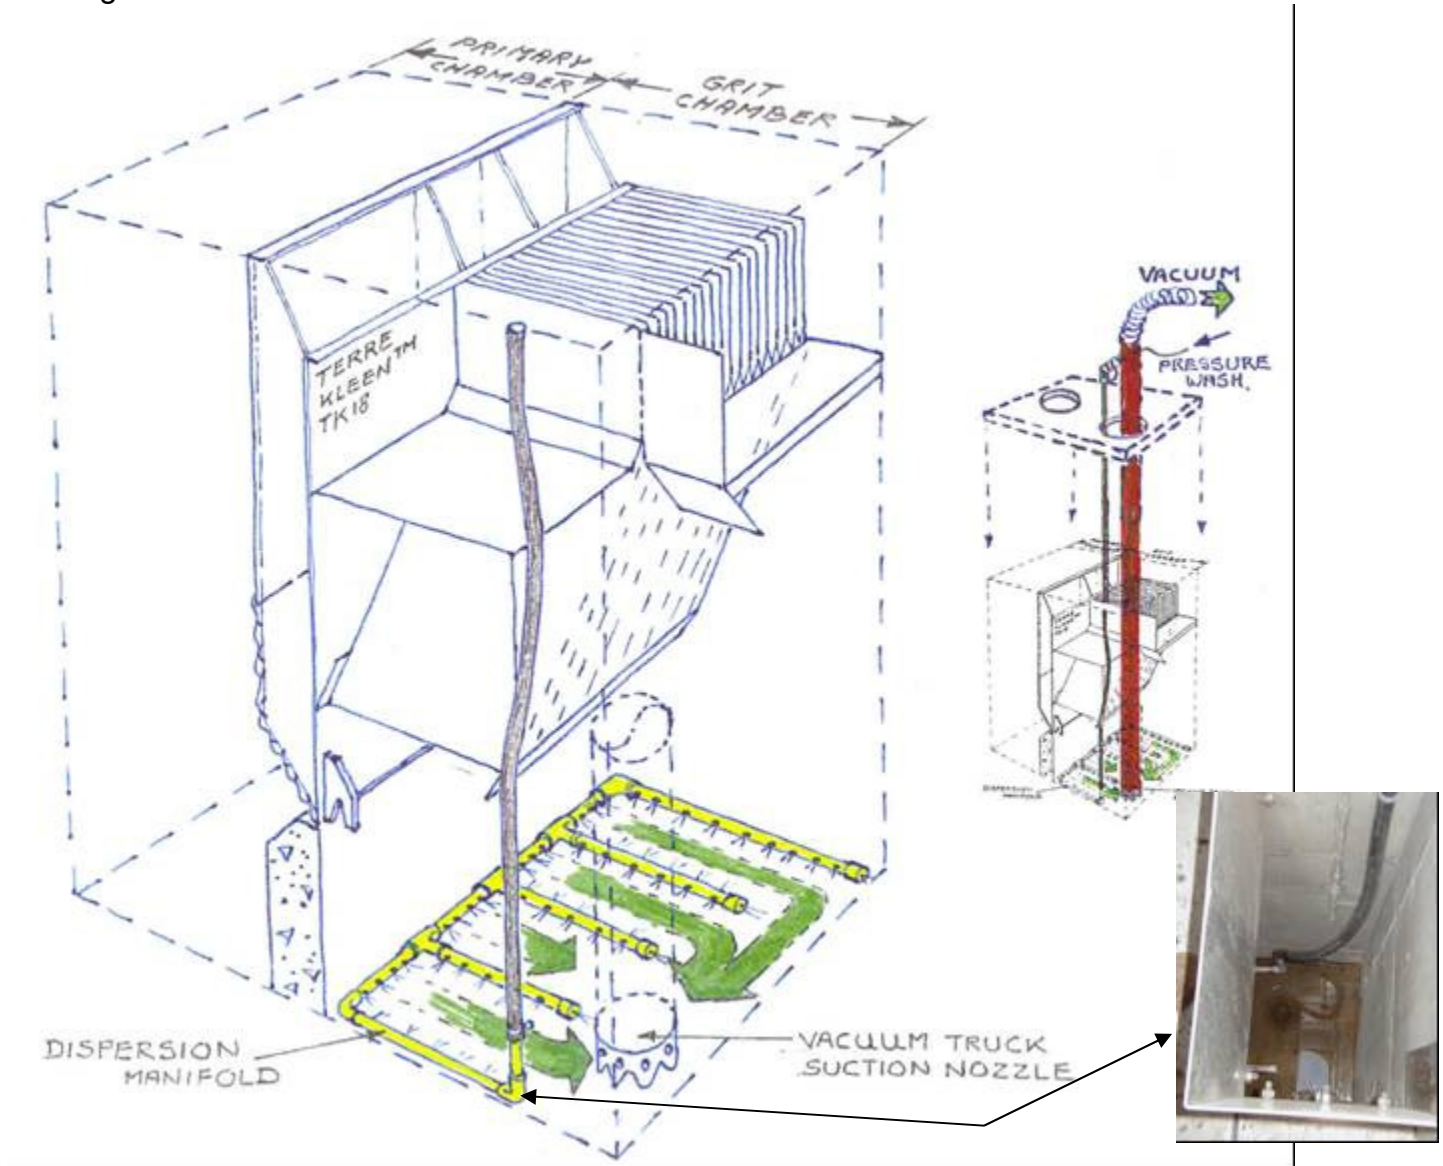 PRIMARY
CHAMBER
GRIT
CHAMBER
TERRE
KLEEN™
TK18
VACUUM
PRESSURE
WASH.
DISPERSION
MANIFOLD
VACUUM TRUCK
SUCTION NOZZLE